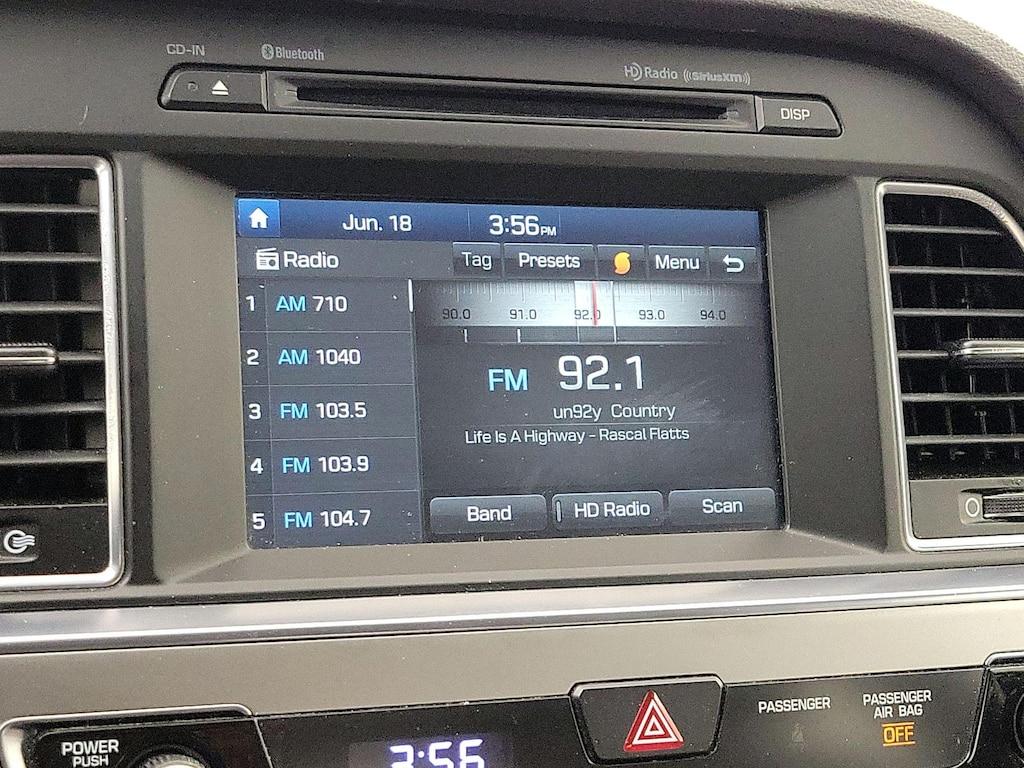 CD-IN
Bluetooth
HD Radio ((SiriusXM))
DISP
Jun. 18 3:56PM
Radio Tag Presets Menu
1 AM 710
2 AM 1040
3 FM 103.5
4 FM 103.9
5 FM 104.7
90.0 91.0 92.0 93.0 94.0
FM 92.1
un92y Country
Life Is A Highway - Rascal Flatts
Band HD Radio Scan
POWER
PUSH
3:56
PASSENGER
PASSENGER
AIR BAG
OFF